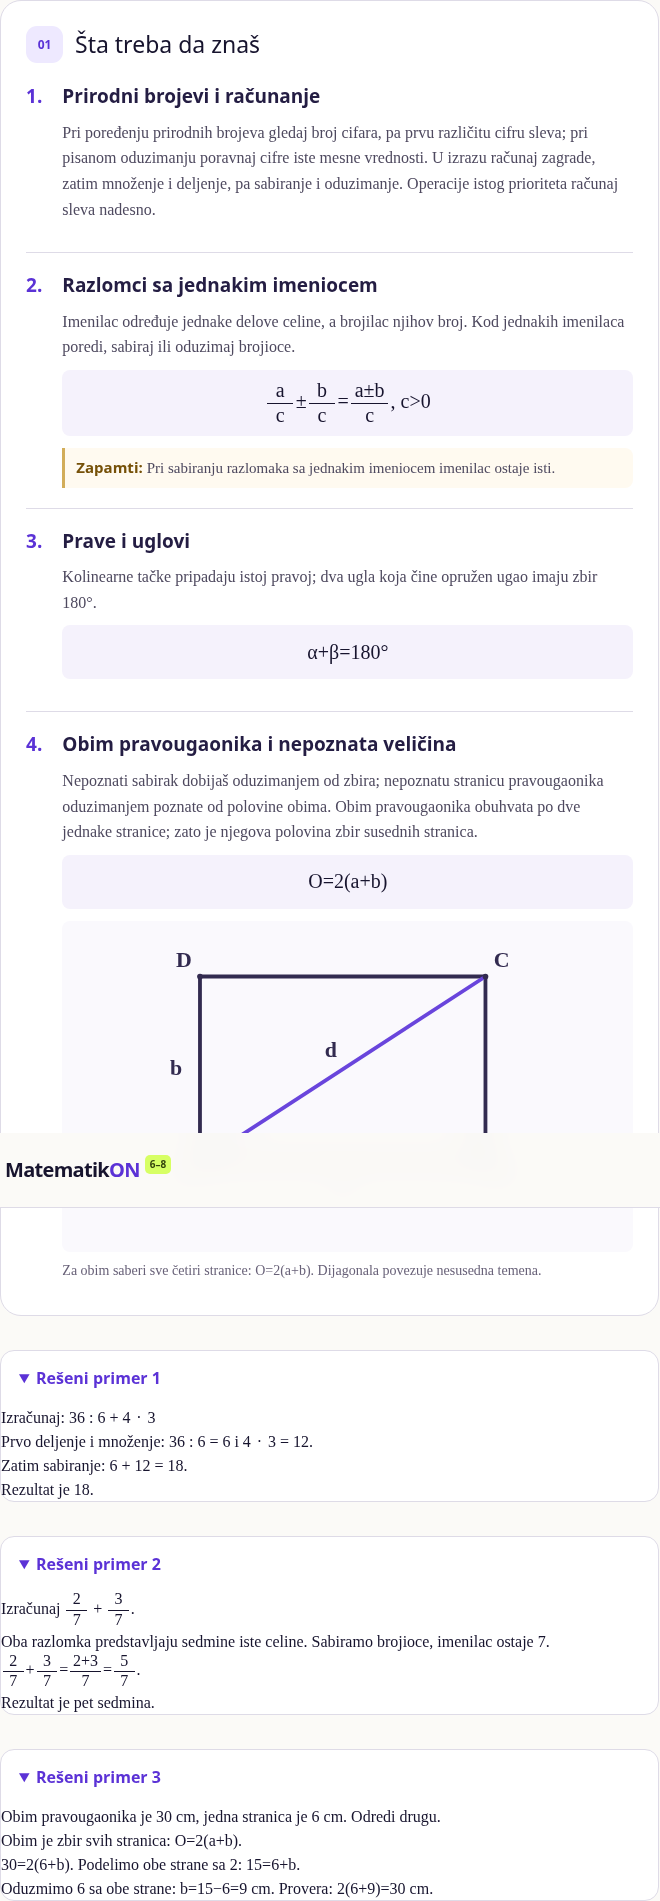 01 Šta treba da znaš
1. Prirodni brojevi i računanje
Pri poređenju prirodnih brojeva gledaj broj cifara, pa prvu različitu cifru sleva; pri
pisanom oduzimanju poravnaj cifre iste mesne vrednosti. U izrazu računaj zagrade,
zatim množenje i deljenje, pa sabiranje i oduzimanje. Operacije istog prioriteta računaj
sleva nadesno.
2. Razlomci sa jednakim imeniocem
Imenilac određuje jednake delove celine, a brojilac njihov broj. Kod jednakih imenilaca
poredi, sabiraj ili oduzimaj brojioce.
a/c ± b/c = a±b/c, c>0
Zapamti: Pri sabiranju razlomaka sa jednakim imeniocem imenilac ostaje isti.
3. Prave i uglovi
Kolinearne tačke pripadaju istoj pravoj; dva ugla koja čine opružen ugao imaju zbir
180°.
α+β=180°
4. Obim pravougaonika i nepoznata veličina
Nepoznati sabirak dobijaš oduzimanjem od zbira; nepoznatu stranicu pravougaonika
oduzimanjem poznate od polovine obima. Obim pravougaonika obuhvata po dve
jednake stranice; zato je njegova polovina zbir susednih stranica.
O=2(a+b)
D C
d
b
MatematikON 6–8
Za obim saberi sve četiri stranice: O=2(a+b). Dijagonala povezuje nesusedna temena.
▼ Rešeni primer 1
Izračunaj: 36 : 6 + 4 · 3
Prvo deljenje i množenje: 36 : 6 = 6 i 4 · 3 = 12.
Zatim sabiranje: 6 + 12 = 18.
Rezultat je 18.
▼ Rešeni primer 2
Izračunaj 2/7 + 3/7.
Oba razlomka predstavljaju sedmine iste celine. Sabiramo brojioce, imenilac ostaje 7.
2/7+3/7=2+3/7=5/7.
Rezultat je pet sedmina.
▼ Rešeni primer 3
Obim pravougaonika je 30 cm, jedna stranica je 6 cm. Odredi drugu.
Obim je zbir svih stranica: O=2(a+b).
30=2(6+b). Podelimo obe strane sa 2: 15=6+b.
Oduzmimo 6 sa obe strane: b=15−6=9 cm. Provera: 2(6+9)=30 cm.